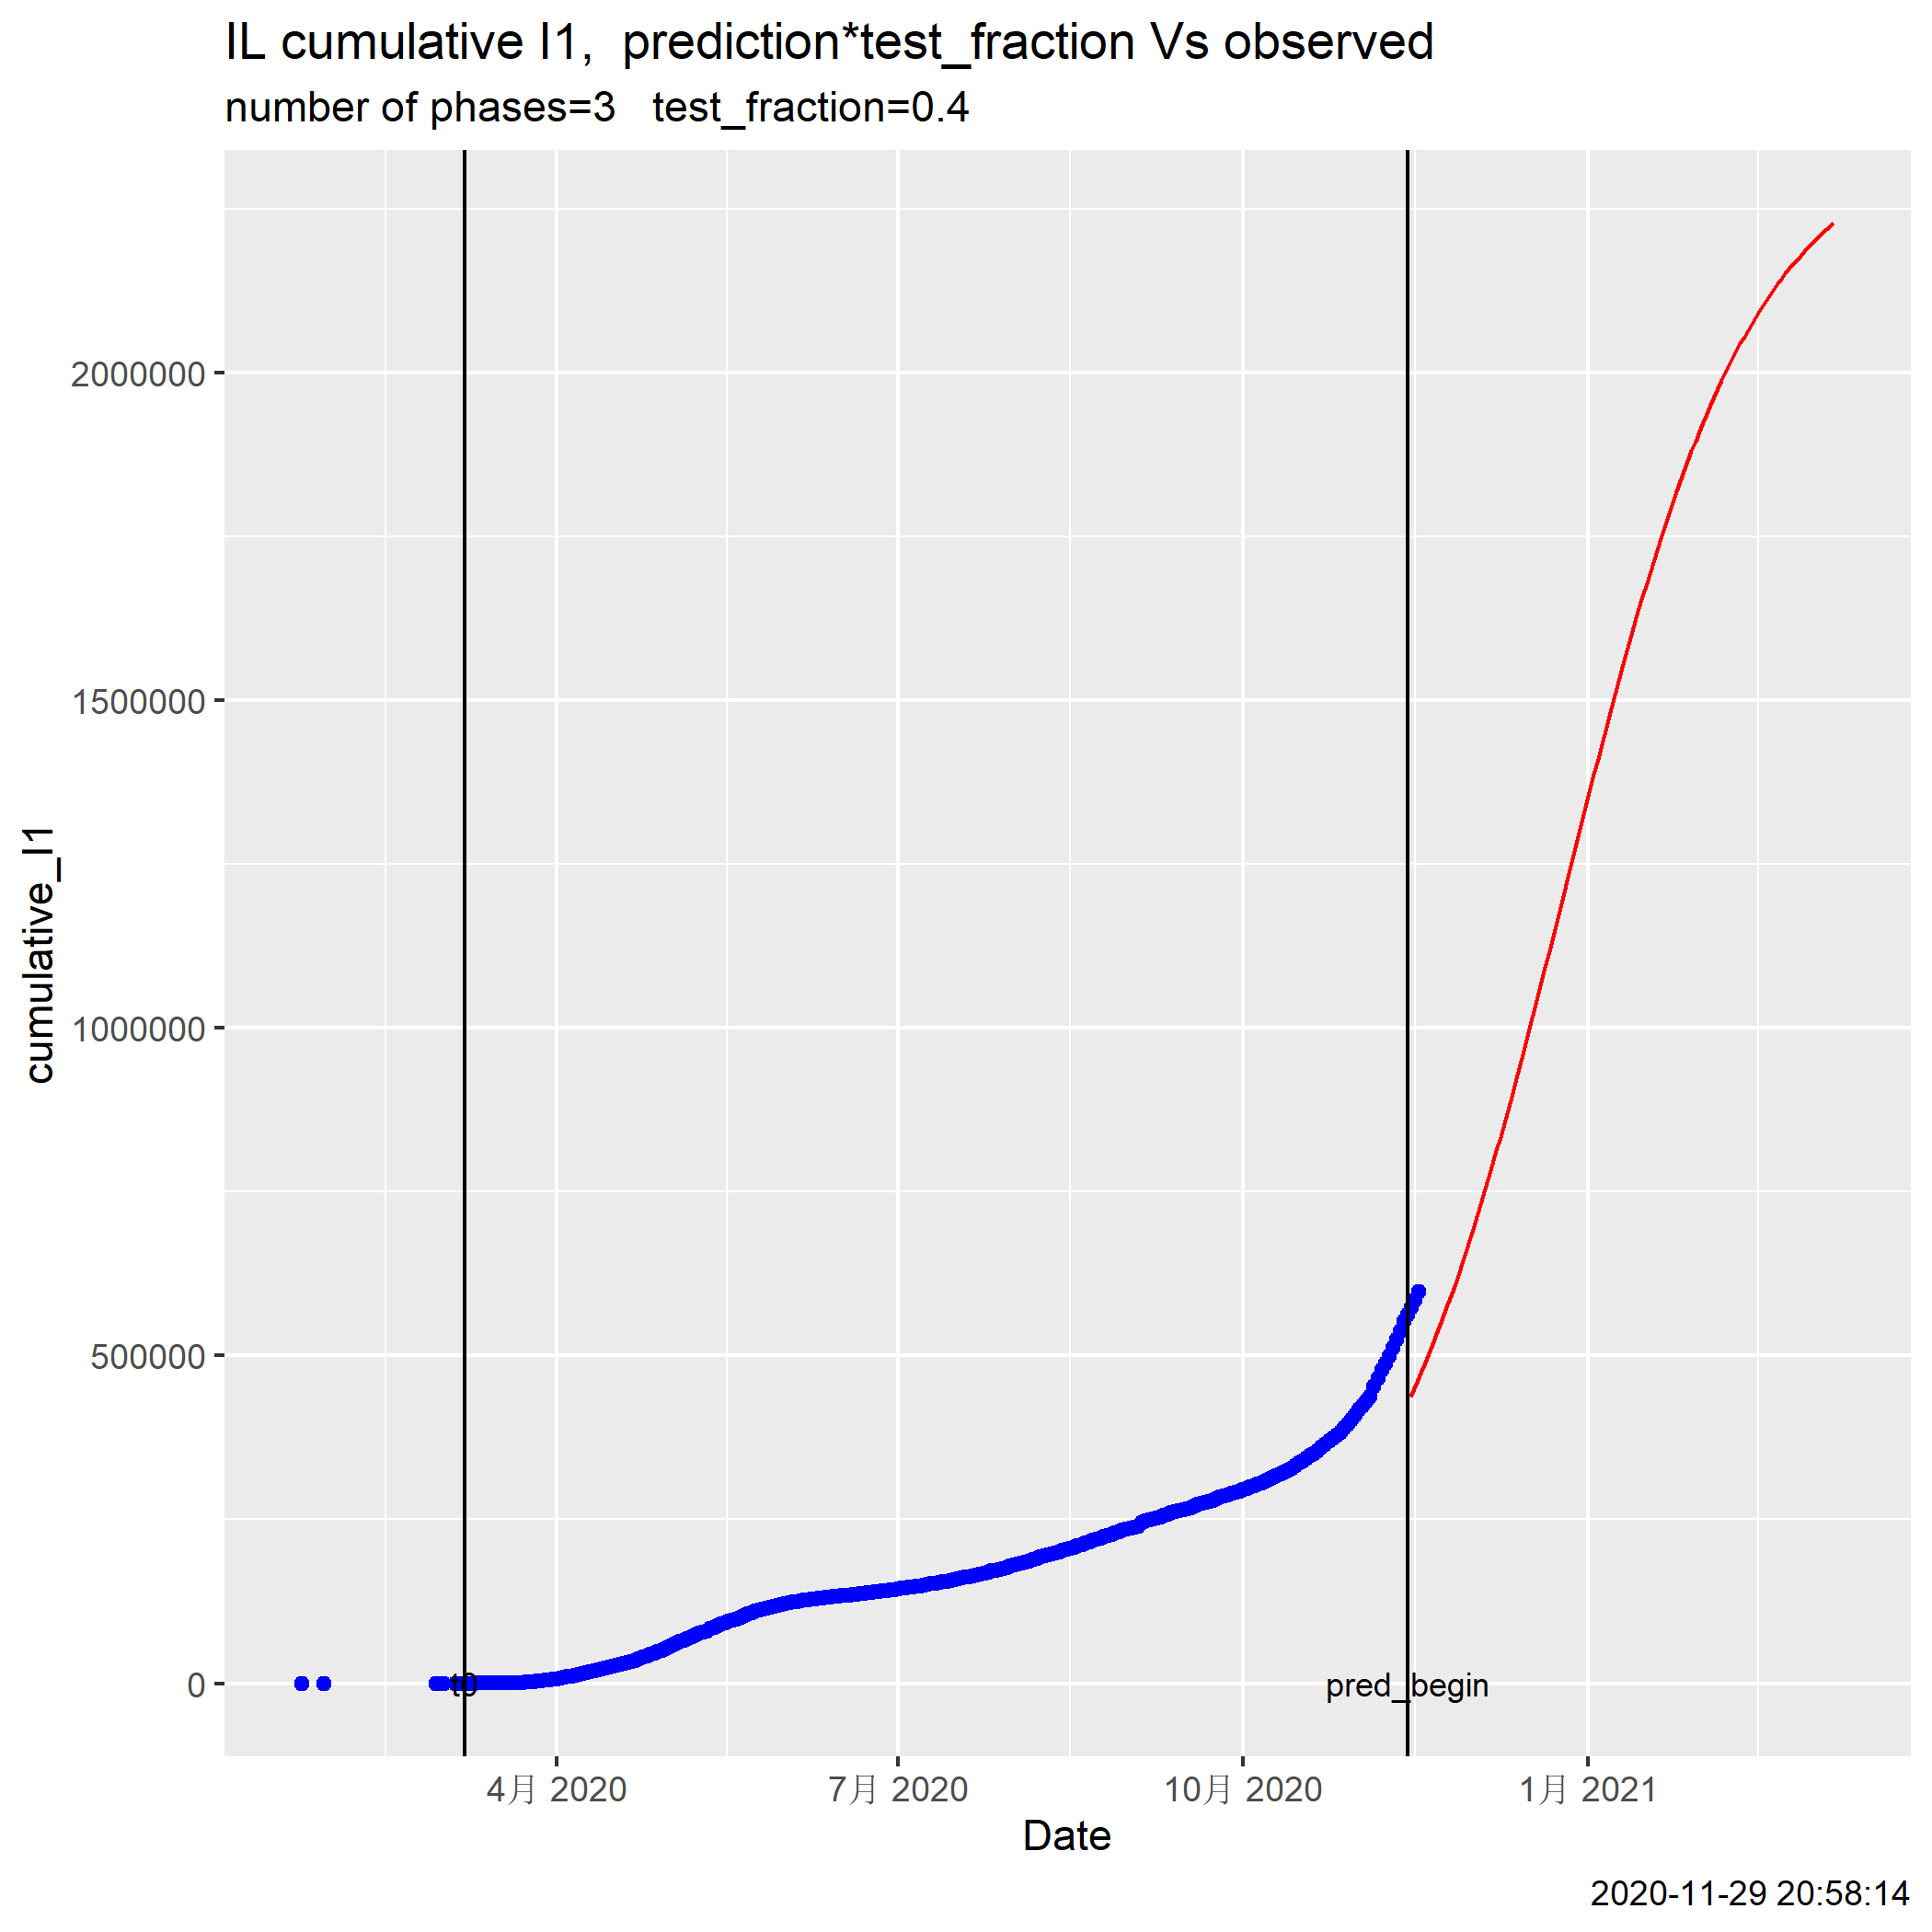 IL cumulative I1,  prediction*test_fraction Vs observed
number of phases=3   test_fraction=0.4
cumulative_I1
2000000
1500000
1000000
500000
0
t0
pred_begin
4月 2020
7月 2020
10月 2020
1月 2021
Date
2020-11-29 20:58:14